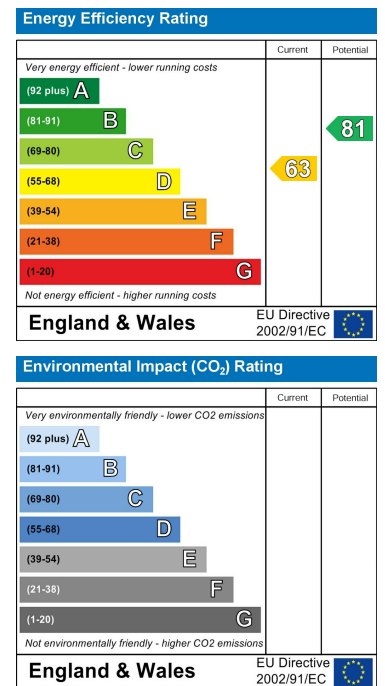 Energy Efficiency Rating
Current Potential
Very energy efficient - lower running costs
(92 plus) A
(81-91) B
(69-80) C
(55-68) D
(39-54) E
(21-38) F
(1-20) G
63
81
Not energy efficient - higher running costs
England & Wales
EU Directive
2002/91/EC
Environmental Impact (CO₂) Rating
Current Potential
Very environmentally friendly - lower CO2 emissions
(92 plus) A
(81-91) B
(69-80) C
(55-68) D
(39-54) E
(21-38) F
(1-20) G
Not environmentally friendly - higher CO2 emissions
England & Wales
EU Directive
2002/91/EC